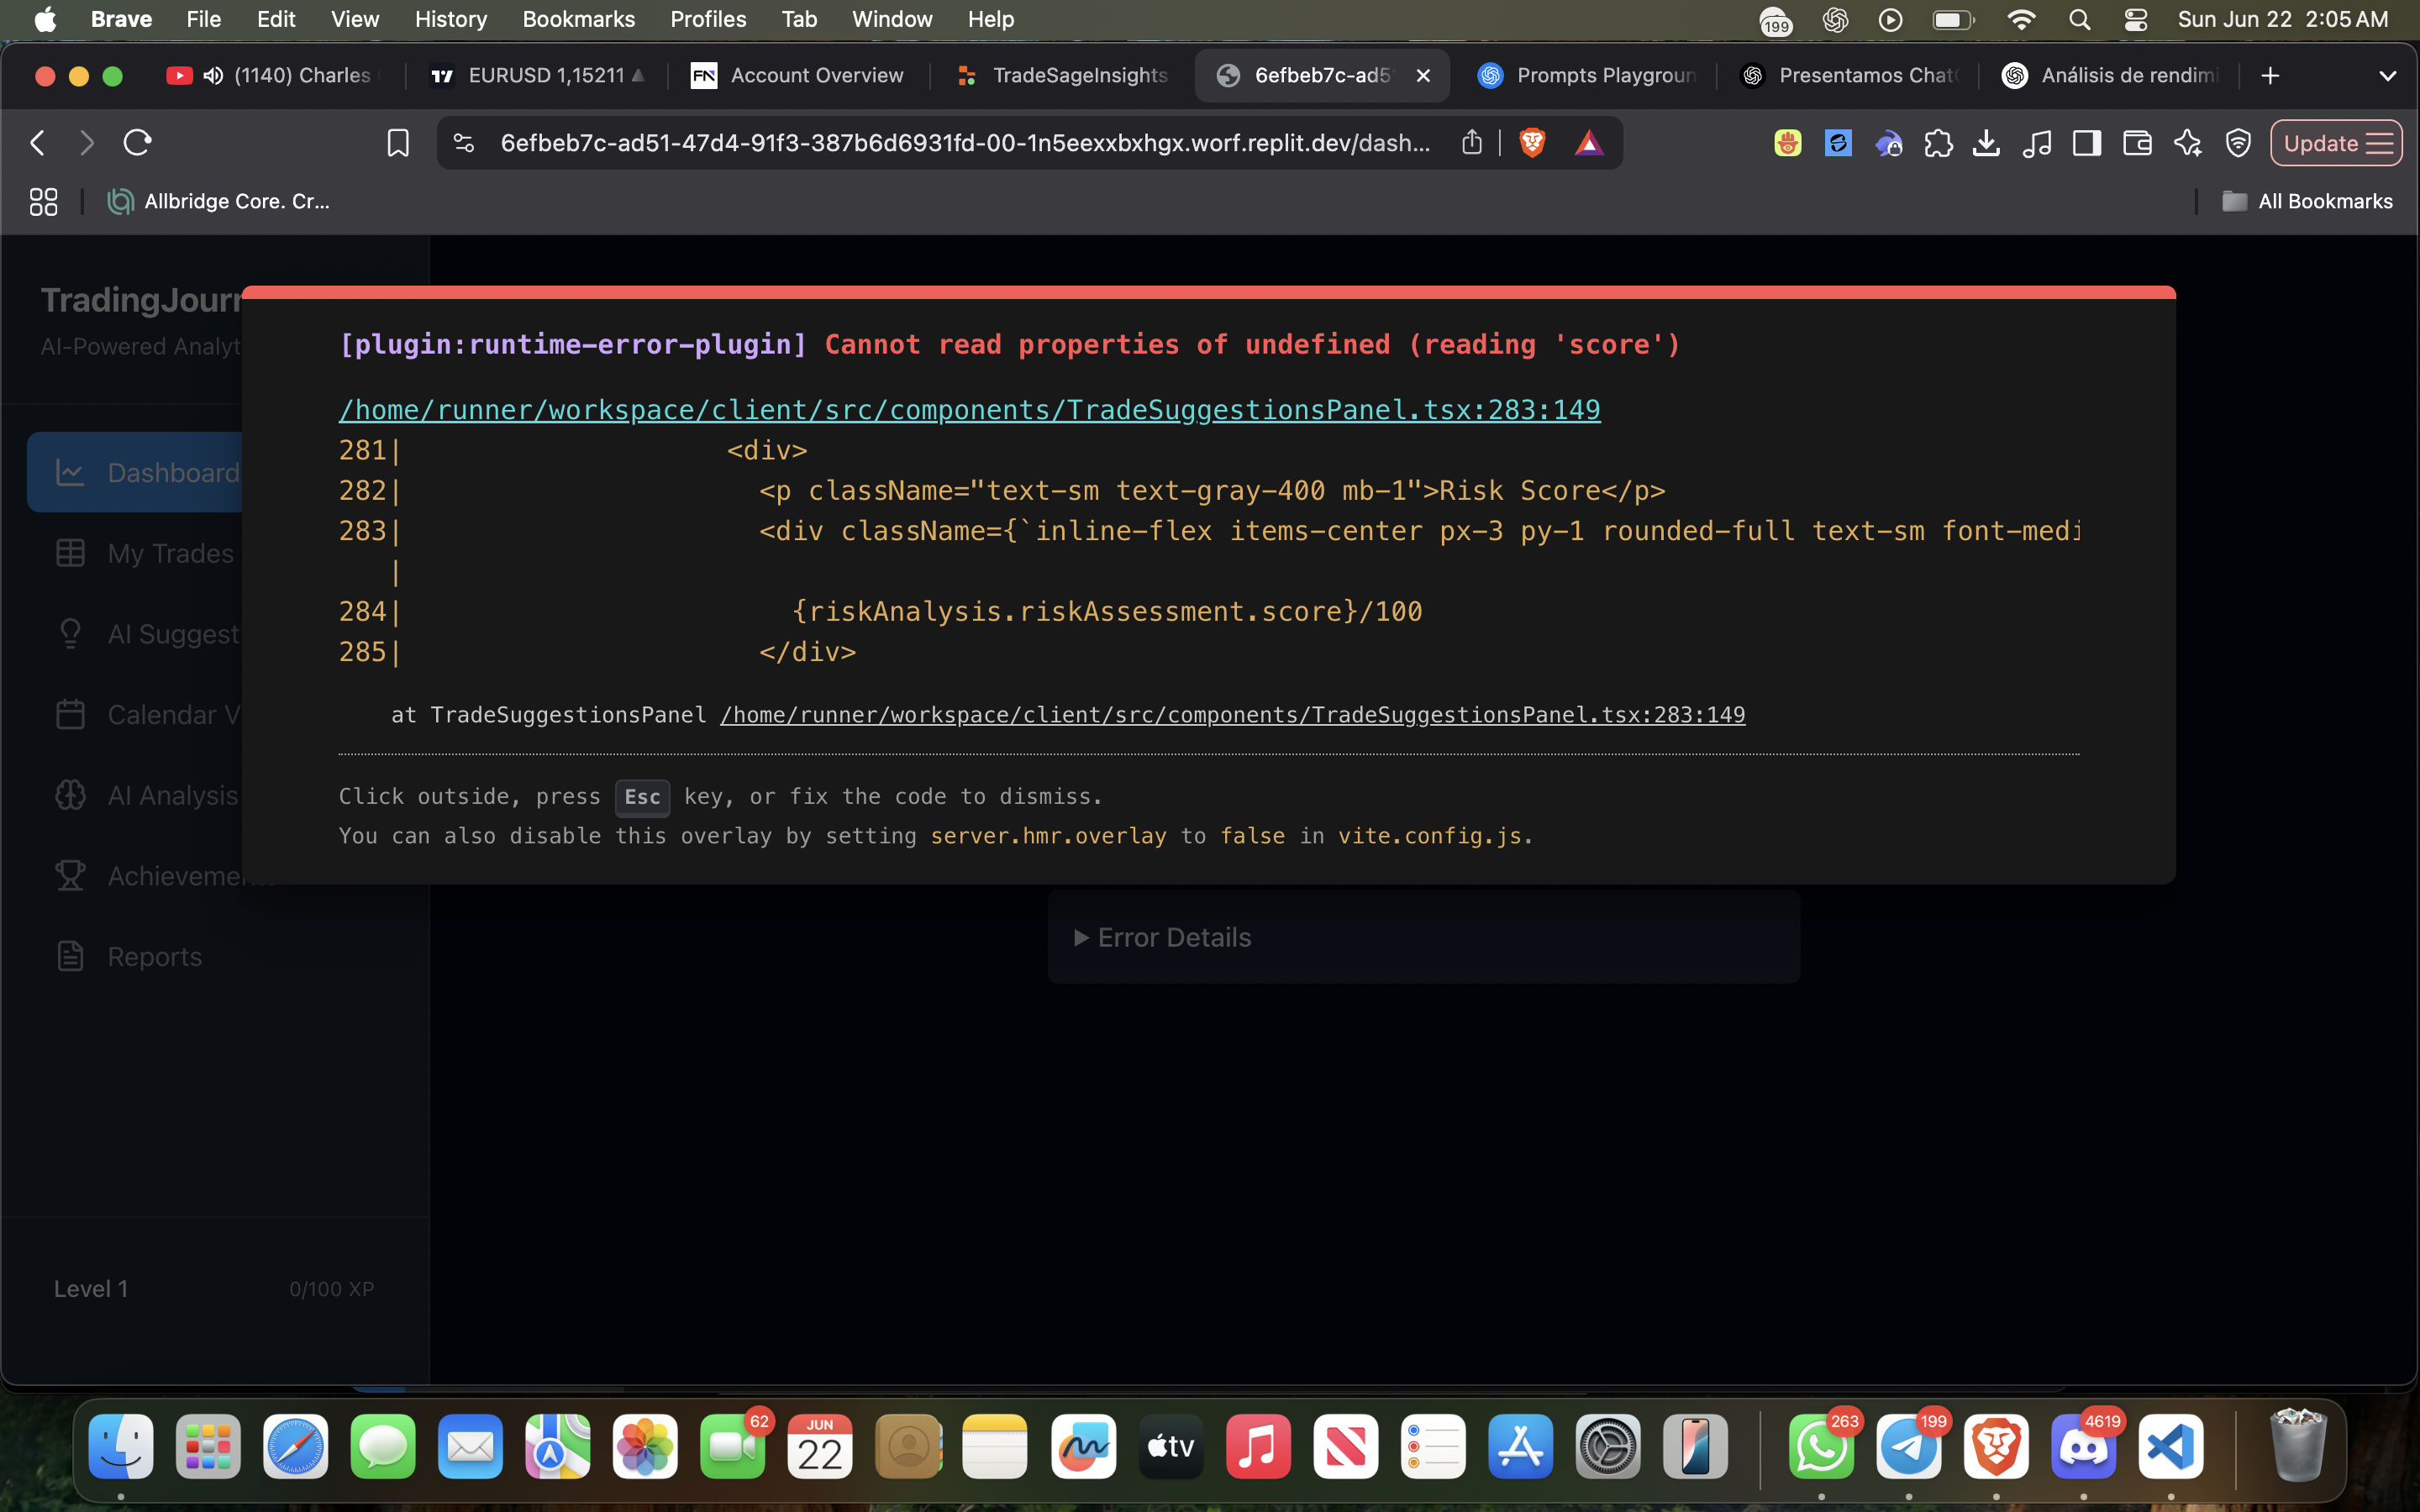 Brave File Edit View History Bookmarks Profiles Tab Window Help 199 Sun Jun 22 2:05 AM
(1140) Charles EURUSD 1,15211 FN Account Overview TradeSageInsights 6efbeb7c-ad5 Prompts Playgroun Presentamos Chat Análisis de rendimi
6efbeb7c-ad51-47d4-91f3-387b6d6931fd-00-1n5eexxbxhgx.worf.replit.dev/dash... Update
Allbridge Core. Cr... All Bookmarks
TradingJourr
AI-Powered Analyt
Dashboard
My Trades
AI Suggest
Calendar V
AI Analysis
Achievemen
Reports
[plugin:runtime-error-plugin] Cannot read properties of undefined (reading 'score')
/home/runner/workspace/client/src/components/TradeSuggestionsPanel.tsx:283:149
281| <div>
282| <p className="text-sm text-gray-400 mb-1">Risk Score</p>
283| <div className={`inline-flex items-center px-3 py-1 rounded-full text-sm font-medi
|
284| {riskAnalysis.riskAssessment.score}/100
285| </div>
at TradeSuggestionsPanel /home/runner/workspace/client/src/components/TradeSuggestionsPanel.tsx:283:149
Click outside, press Esc key, or fix the code to dismiss.
You can also disable this overlay by setting server.hmr.overlay to false in vite.config.js.
Error Details
Level 1 0/100 XP
62 JUN 22 tv 263 199 4619